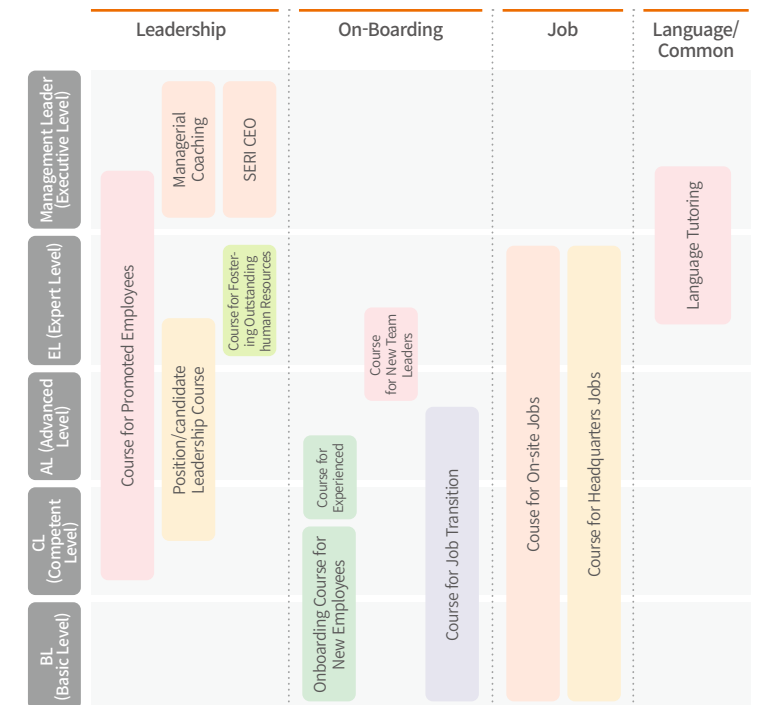 Leadership
On-Boarding
Job
Language/
Common
Management Leader
(Executive Level)
EL (Expert Level)
AL (Advanced
Level)
CL
(Competent
Level)
BL
(Basic Level)
Course for Promoted Employees
Managerial
Coaching
SERI CEO
Course for Foster-
ing Outstanding
human Resources
Position/candidate
Leadership Course
Course
for New Team
Leaders
Course for
Experienced
Onboarding Course for
New Employees
Course for Job Transition
Couse for On-site Jobs
Course for Headquarters Jobs
Language Tutoring